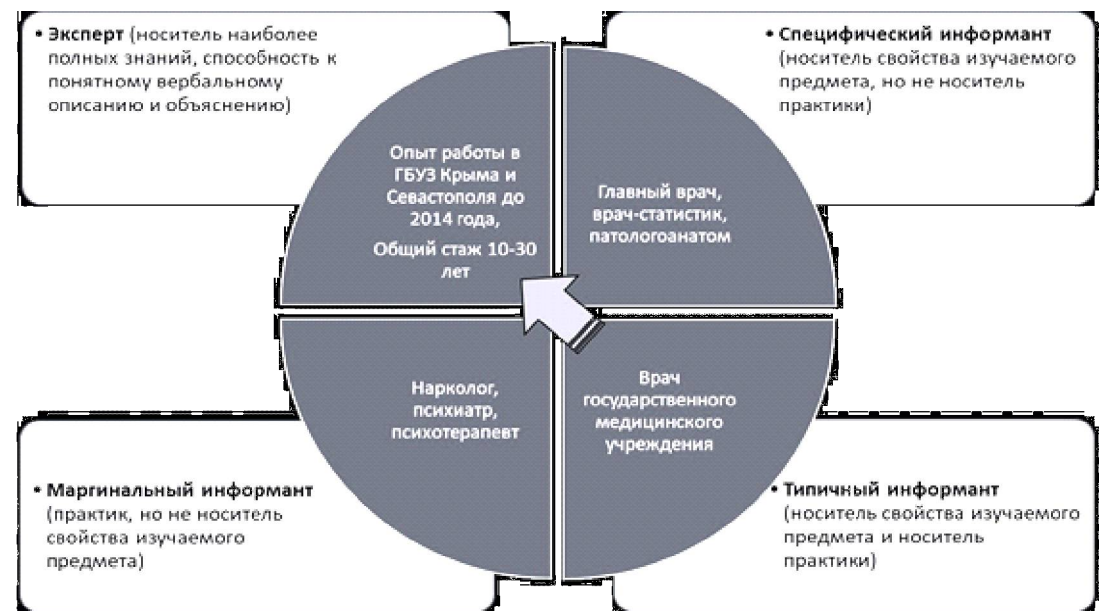 • Эксперт (носитель наиболее
полных знаний, способность к
понятному вербальному
описанию и объяснению)
• Специфический информант
(носитель свойства изучаемого
предмета, но не носитель
практики)
Опыт работы в
ГБУЗ Крыма и
Севастополя до
2014 года,
Общий стаж 10-30
лет
Главный врач,
врач-статистик,
патологоанатом
Нарколог,
психиатр,
психотерапевт
Врач
государственного
медицинского
учреждения
• Маргинальный информант
(практик, но не носитель
свойства изучаемого
предмета)
• Типичный информант
(носитель свойства изучаемого
предмета и носитель
практики)